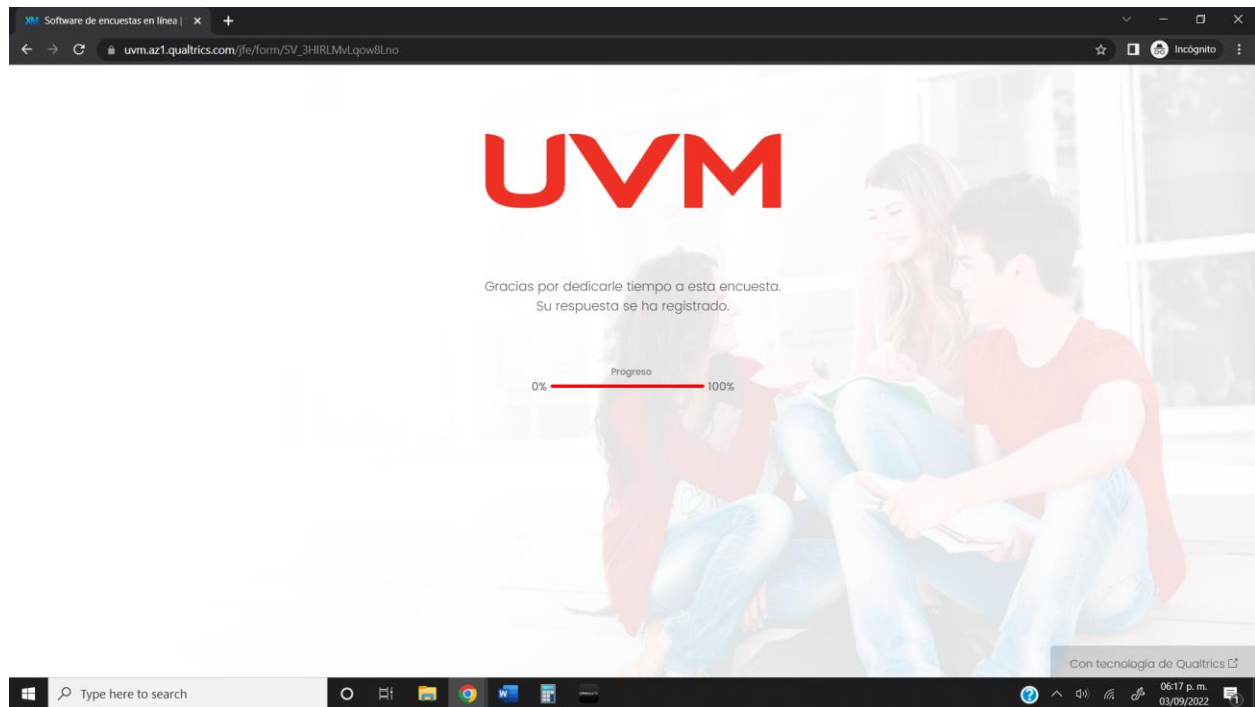 XM Software de encuestas en línea |
uvm.az1.qualtrics.com/jfe/form/SV_3HIRLMvLqow8Lno
Incógnito
UVM
Gracias por dedicarle tiempo a esta encuesta.
Su respuesta se ha registrado.
Progreso
0% 100%
Con tecnología de Qualtrics
Type here to search
06:17 p. m.
03/09/2022